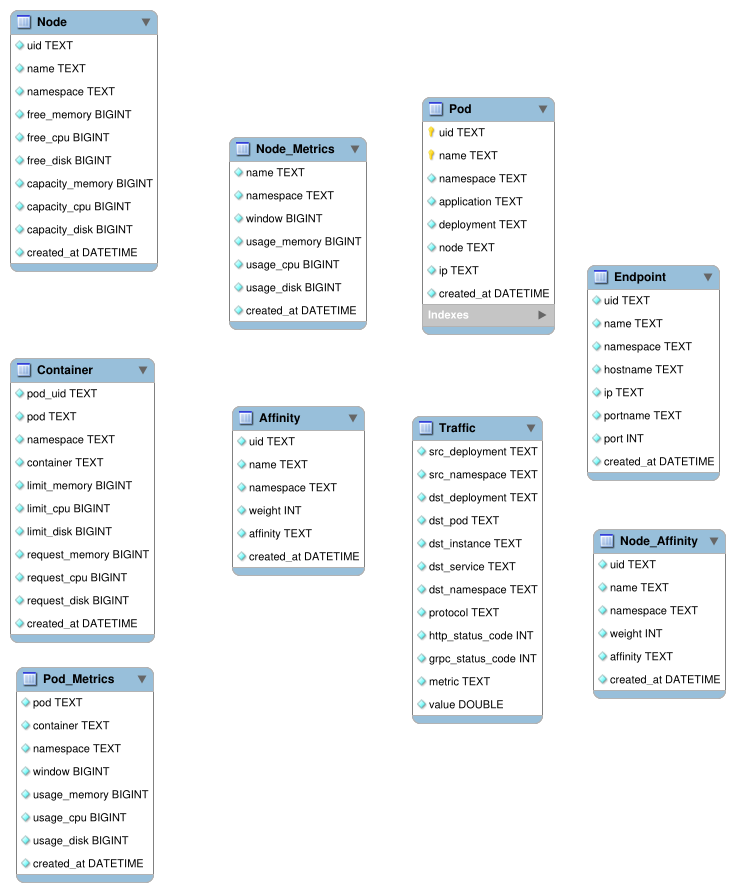 Node
uid TEXT
name TEXT
namespace TEXT
free_memory BIGINT
free_cpu BIGINT
free_disk BIGINT
capacity_memory BIGINT
capacity_cpu BIGINT
capacity_disk BIGINT
created_at DATETIME
Node_Metrics
name TEXT
namespace TEXT
window BIGINT
usage_memory BIGINT
usage_cpu BIGINT
usage_disk BIGINT
created_at DATETIME
Pod
uid TEXT
name TEXT
namespace TEXT
application TEXT
deployment TEXT
node TEXT
ip TEXT
created_at DATETIME
Indexes
Endpoint
uid TEXT
name TEXT
namespace TEXT
hostname TEXT
ip TEXT
portname TEXT
port INT
created_at DATETIME
Container
pod_uid TEXT
pod TEXT
namespace TEXT
container TEXT
limit_memory BIGINT
limit_cpu BIGINT
limit_disk BIGINT
request_memory BIGINT
request_cpu BIGINT
request_disk BIGINT
created_at DATETIME
Affinity
uid TEXT
name TEXT
namespace TEXT
weight INT
affinity TEXT
created_at DATETIME
Traffic
src_deployment TEXT
src_namespace TEXT
dst_deployment TEXT
dst_pod TEXT
dst_instance TEXT
dst_service TEXT
dst_namespace TEXT
protocol TEXT
http_status_code INT
grpc_status_code INT
metric TEXT
value DOUBLE
Node_Affinity
uid TEXT
name TEXT
namespace TEXT
weight INT
affinity TEXT
created_at DATETIME
Pod_Metrics
pod TEXT
container TEXT
namespace TEXT
window BIGINT
usage_memory BIGINT
usage_cpu BIGINT
usage_disk BIGINT
created_at DATETIME